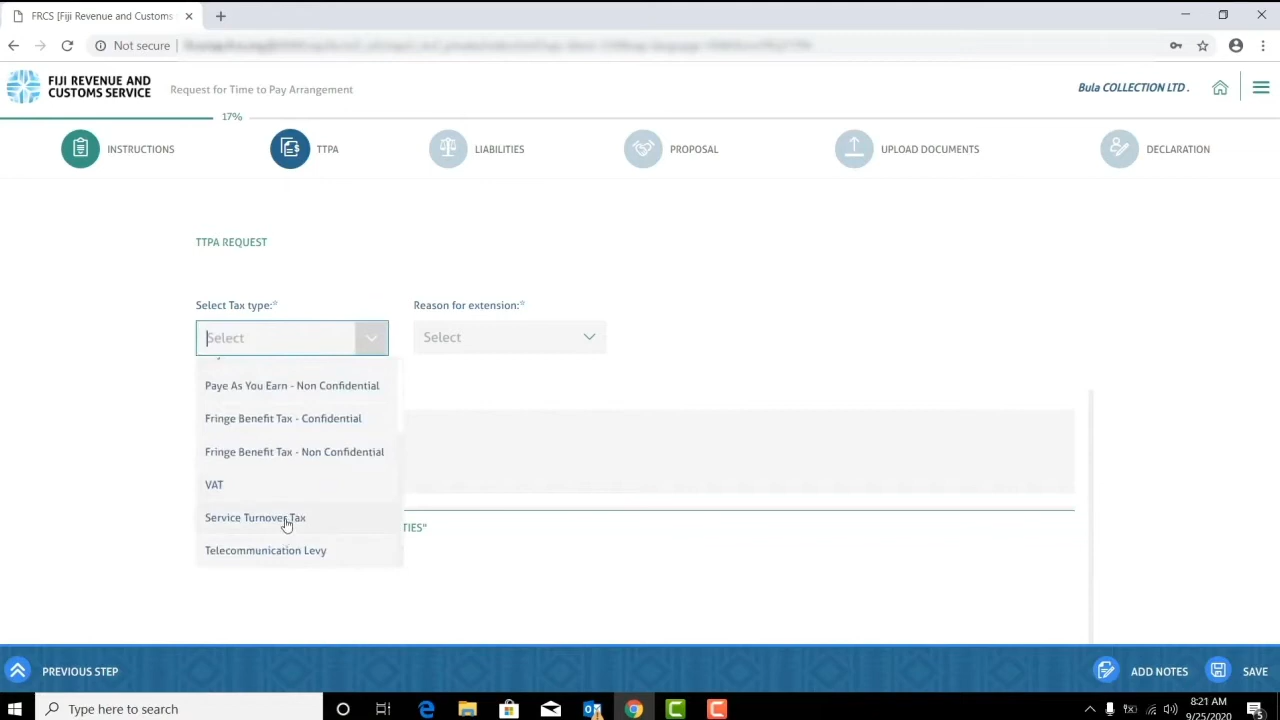 FRCS [Fiji Revenue and Customs
Not secure
FIJI REVENUE AND
CUSTOMS SERVICE
Request for Time to Pay Arrangement
Bula COLLECTION LTD .
17%
INSTRUCTIONS
TTPA
LIABILITIES
PROPOSAL
UPLOAD DOCUMENTS
DECLARATION
TTPA REQUEST
Select Tax type:*
Reason for extension:*
Select
Select
Paye As You Earn - Non Confidential
Fringe Benefit Tax - Confidential
Fringe Benefit Tax - Non Confidential
VAT
Service Turnover Tax
TIES"
Telecommunication Levy
PREVIOUS STEP
ADD NOTES
SAVE
Type here to search
8:21 AM
9/25/2020
5